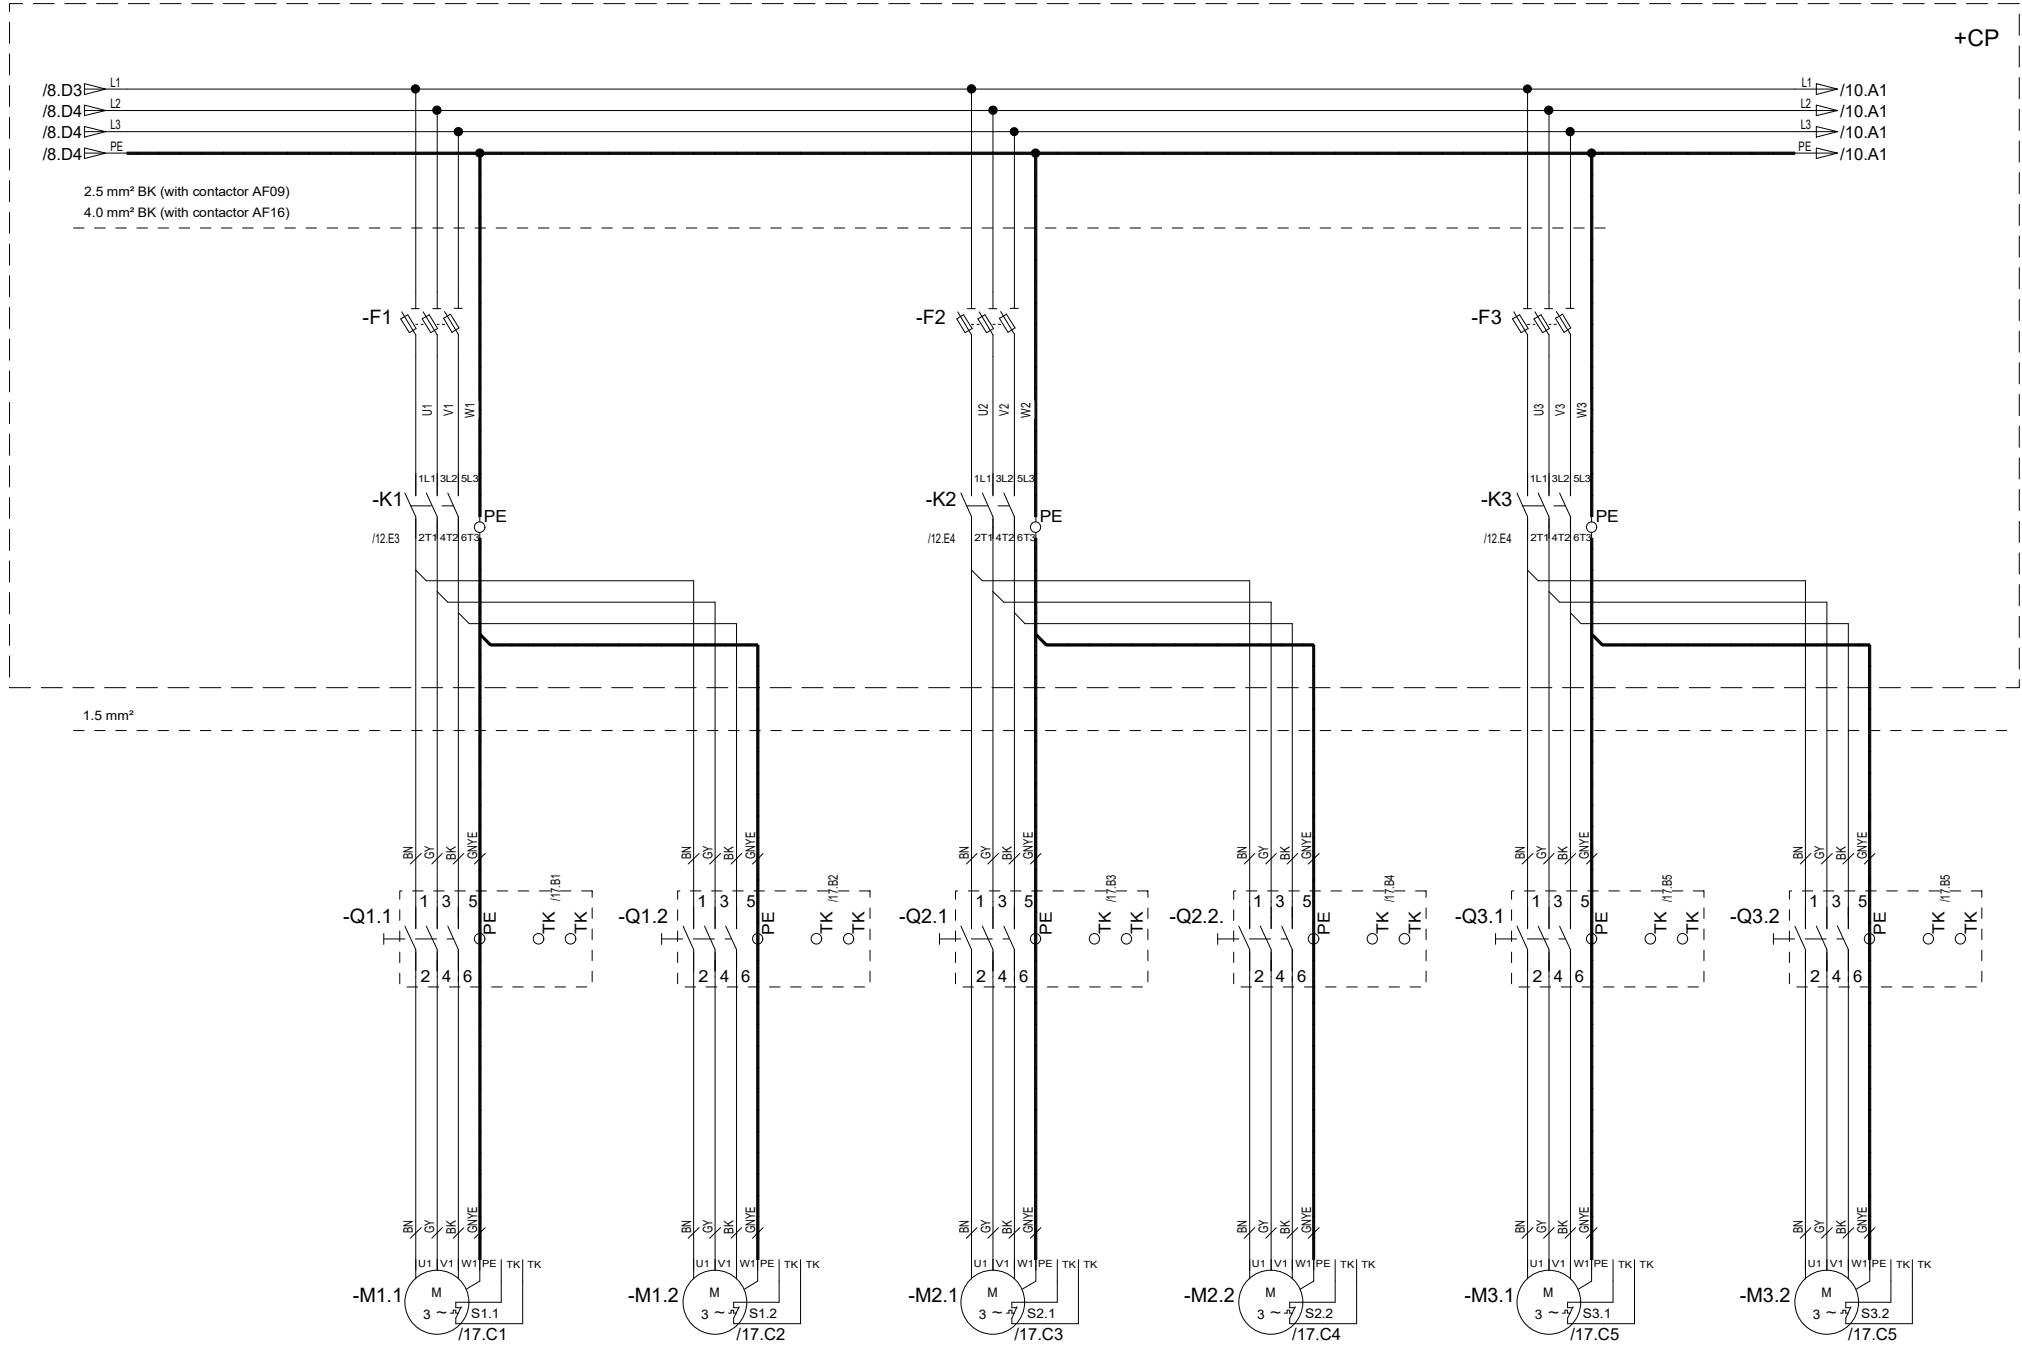 +CP
/8.D3 L1 L1 /10.A1
/8.D4 L2 L2 /10.A1
/8.D4 L3 L3 /10.A1
/8.D4 PE PE /10.A1
2.5 mm² BK (with contactor AF09)
4.0 mm² BK (with contactor AF16)
-F1 -F2 -F3
U1 V1 W1 U2 V2 W2 U3 V3 W3
1L1 3L2 5L3 1L1 3L2 5L3 1L1 3L2 5L3
-K1 -K2 -K3
PE PE PE
/12.E3 2T1 4T2 6T3 /12.E4 2T1 4T2 6T3 /12.E4 2T1 4T2 6T3
1.5 mm²
BN GY BK GNYE BN GY BK GNYE BN GY BK GNYE BN GY BK GNYE BN GY BK GNYE BN GY BK GNYE
/17.B1 /17.B2 /17.B3 /17.B4 /17.B5 /17.B5
1 3 5 1 3 5 1 3 5 1 3 5 1 3 5 1 3 5
-Q1.1 PE TK TK -Q1.2 PE TK TK -Q2.1 PE TK TK -Q2.2. PE TK TK -Q3.1 PE TK TK -Q3.2 PE TK TK
2 4 6 2 4 6 2 4 6 2 4 6 2 4 6 2 4 6
BN GY BK GNYE BN GY BK GNYE BN GY BK GNYE BN GY BK GNYE BN GY BK GNYE BN GY BK GNYE
U1 V1 W1 PE TK TK U1 V1 W1 PE TK TK U1 V1 W1 PE TK TK U1 V1 W1 PE TK TK U1 V1 W1 PE TK TK U1 V1 W1 PE TK TK
-M1.1 M -M1.2 M -M2.1 M -M2.2 M -M3.1 M -M3.2 M
3 ~ S1.1 3 ~ S1.2 3 ~ S2.1 3 ~ S2.2 3 ~ S3.1 3 ~ S3.2
/17.C1 /17.C2 /17.C3 /17.C4 /17.C5 /17.C5